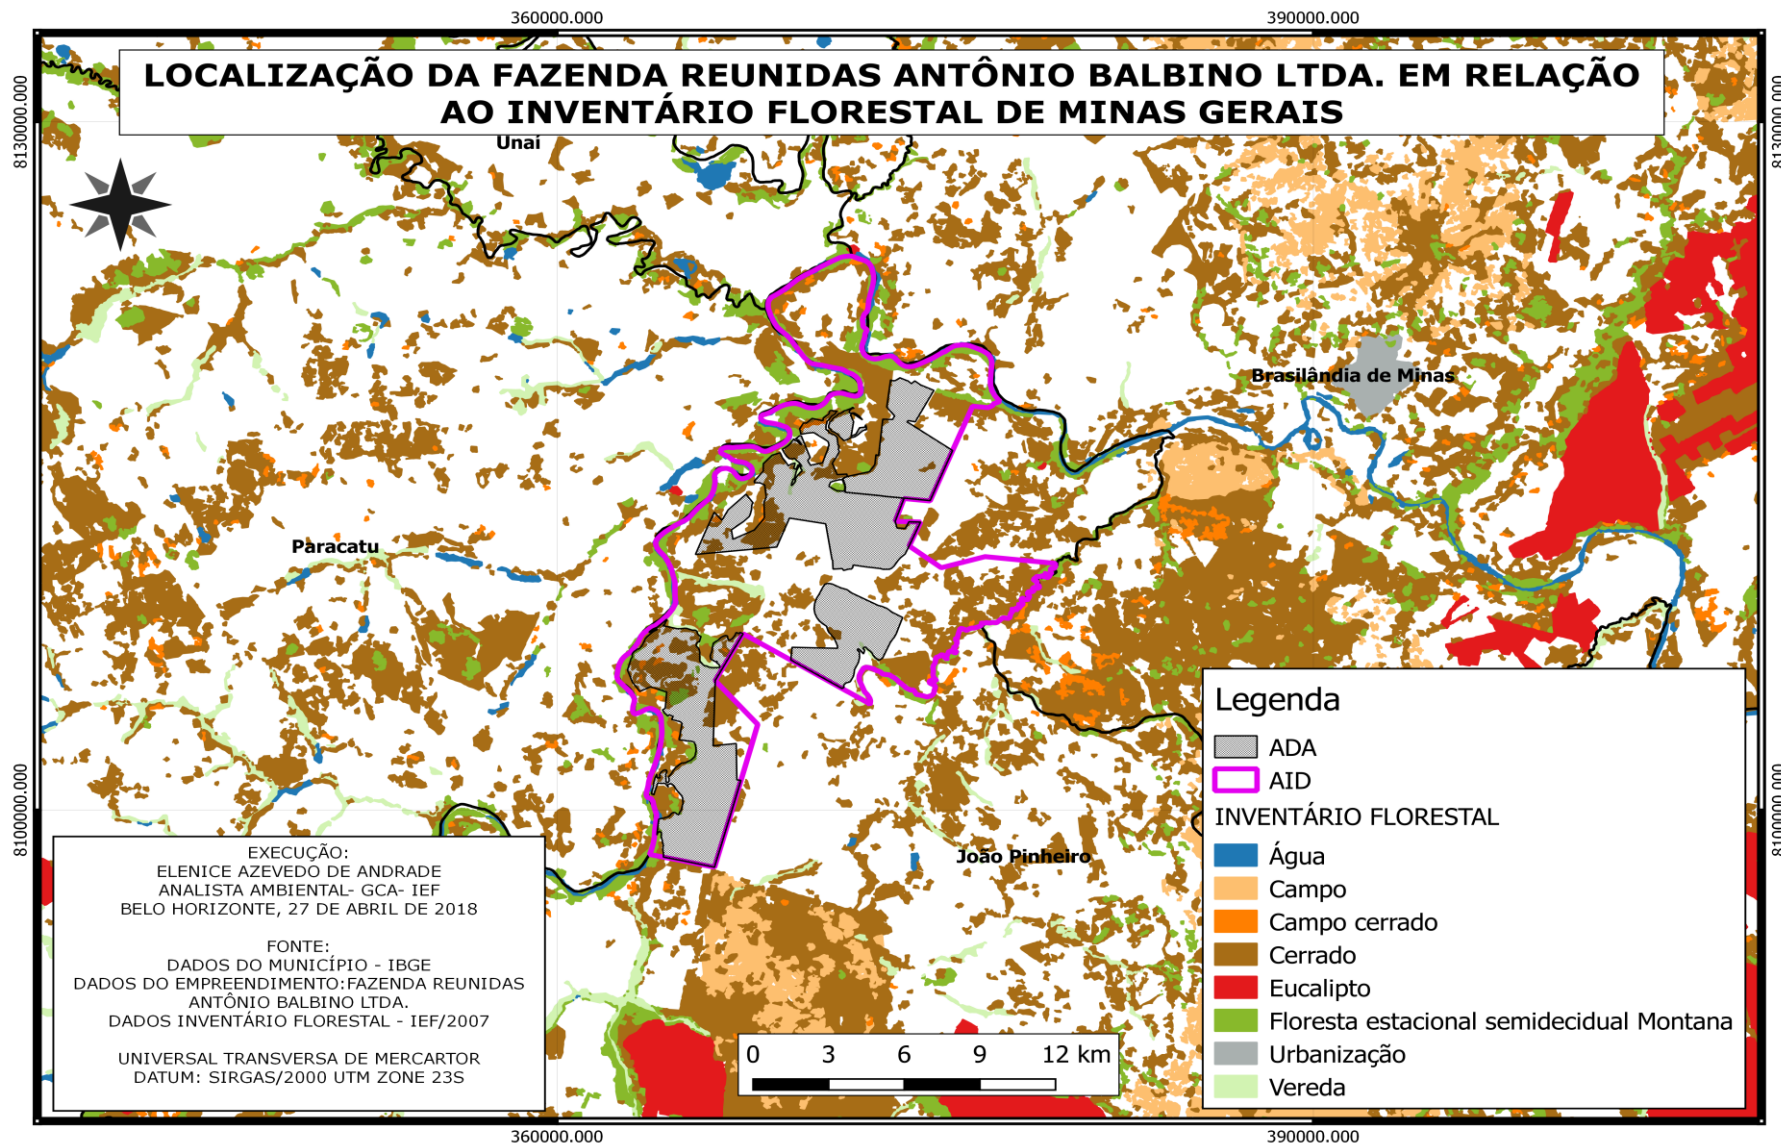 360000.000
390000.000
LOCALIZAÇÃO DA FAZENDA REUNIDAS ANTÔNIO BALBINO LTDA. EM RELAÇÃO
AO INVENTÁRIO FLORESTAL DE MINAS GERAIS
8130000.000
8130000.000
Unaí
Brasilândia de Minas
Paracatu
João Pinheiro
8100000.000
8100000.000
Legenda
ADA
AID
INVENTÁRIO FLORESTAL
Água
Campo
Campo cerrado
Cerrado
Eucalipto
Floresta estacional semidecidual Montana
Urbanização
Vereda
EXECUÇÃO:
ELENICE AZEVEDO DE ANDRADE
ANALISTA AMBIENTAL- GCA- IEF
BELO HORIZONTE, 27 DE ABRIL DE 2018
FONTE:
DADOS DO MUNICÍPIO - IBGE
DADOS DO EMPREENDIMENTO:FAZENDA REUNIDAS
ANTÔNIO BALBINO LTDA.
DADOS INVENTÁRIO FLORESTAL - IEF/2007
UNIVERSAL TRANSVERSA DE MERCARTOR
DATUM: SIRGAS/2000 UTM ZONE 23S
0 3 6 9 12 km
360000.000
390000.000